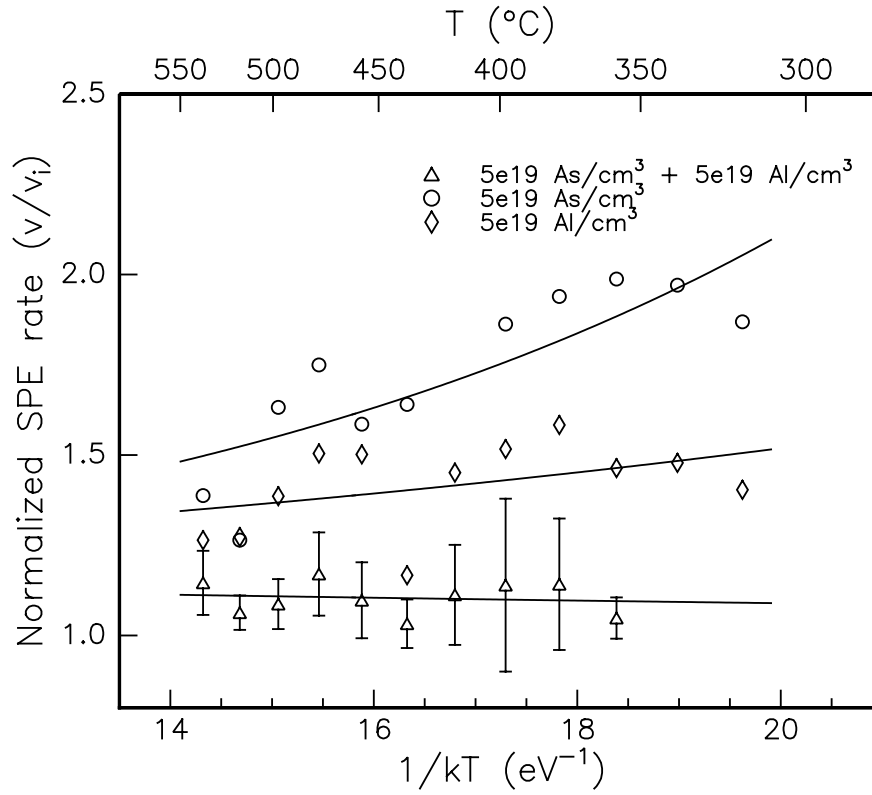 T (°C)
550 500 450 400 350 300
2.5
△ 5e19 As/cm³ + 5e19 Al/cm³
○ 5e19 As/cm³
◇ 5e19 Al/cm³
2.0
1.5
1.0
Normalized SPE rate (v/vᵢ)
14 16 18 20
1/kT (eV⁻¹)